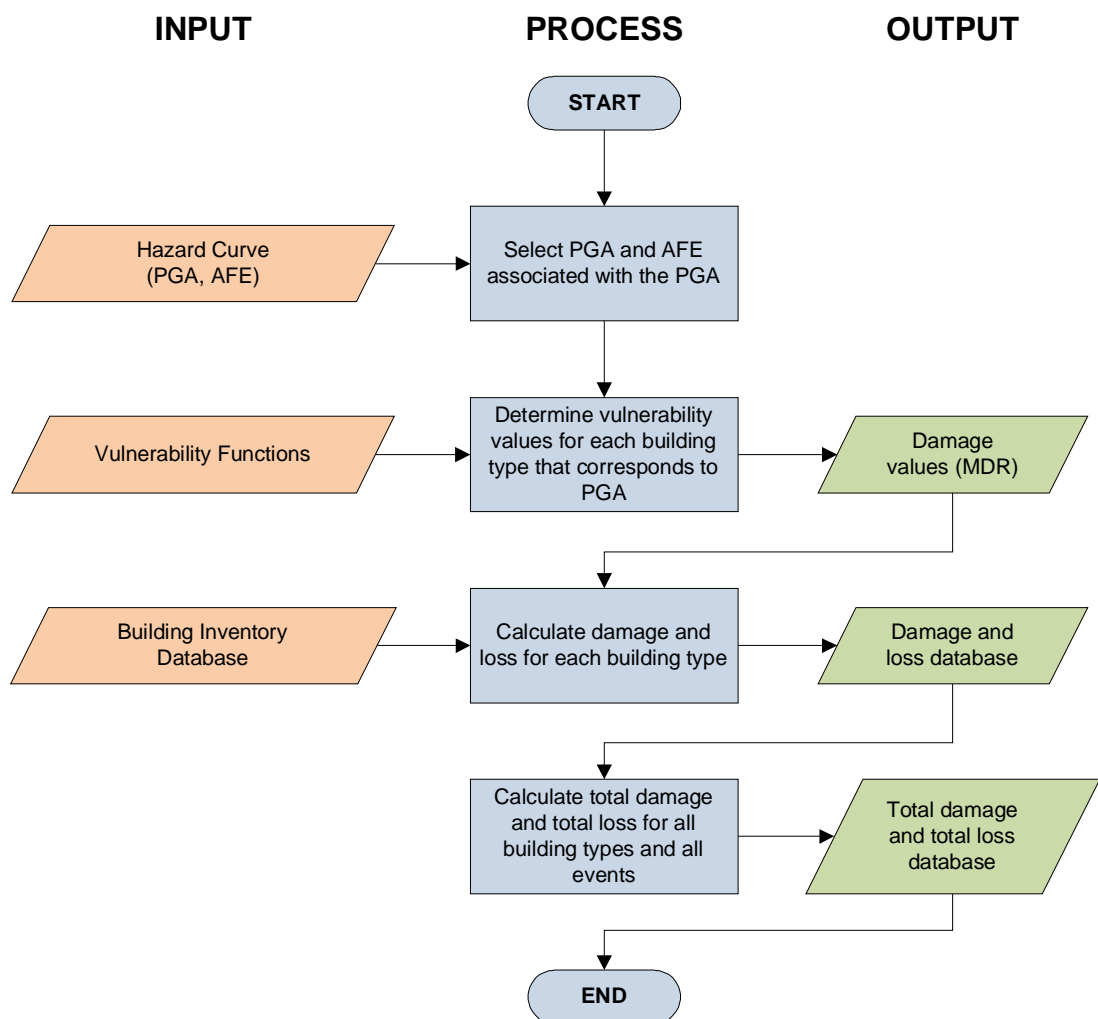 INPUT
PROCESS
OUTPUT
START
Hazard Curve
(PGA, AFE)
Select PGA and AFE
associated with the PGA
Vulnerability Functions
Determine vulnerability
values for each building
type that corresponds to
PGA
Damage
values (MDR)
Building Inventory
Database
Calculate damage and
loss for each building type
Damage and
loss database
Calculate total damage
and total loss for all
building types and all
events
Total damage
and total loss
database
END